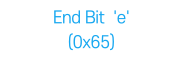 End Bit 'e'
(0x65)